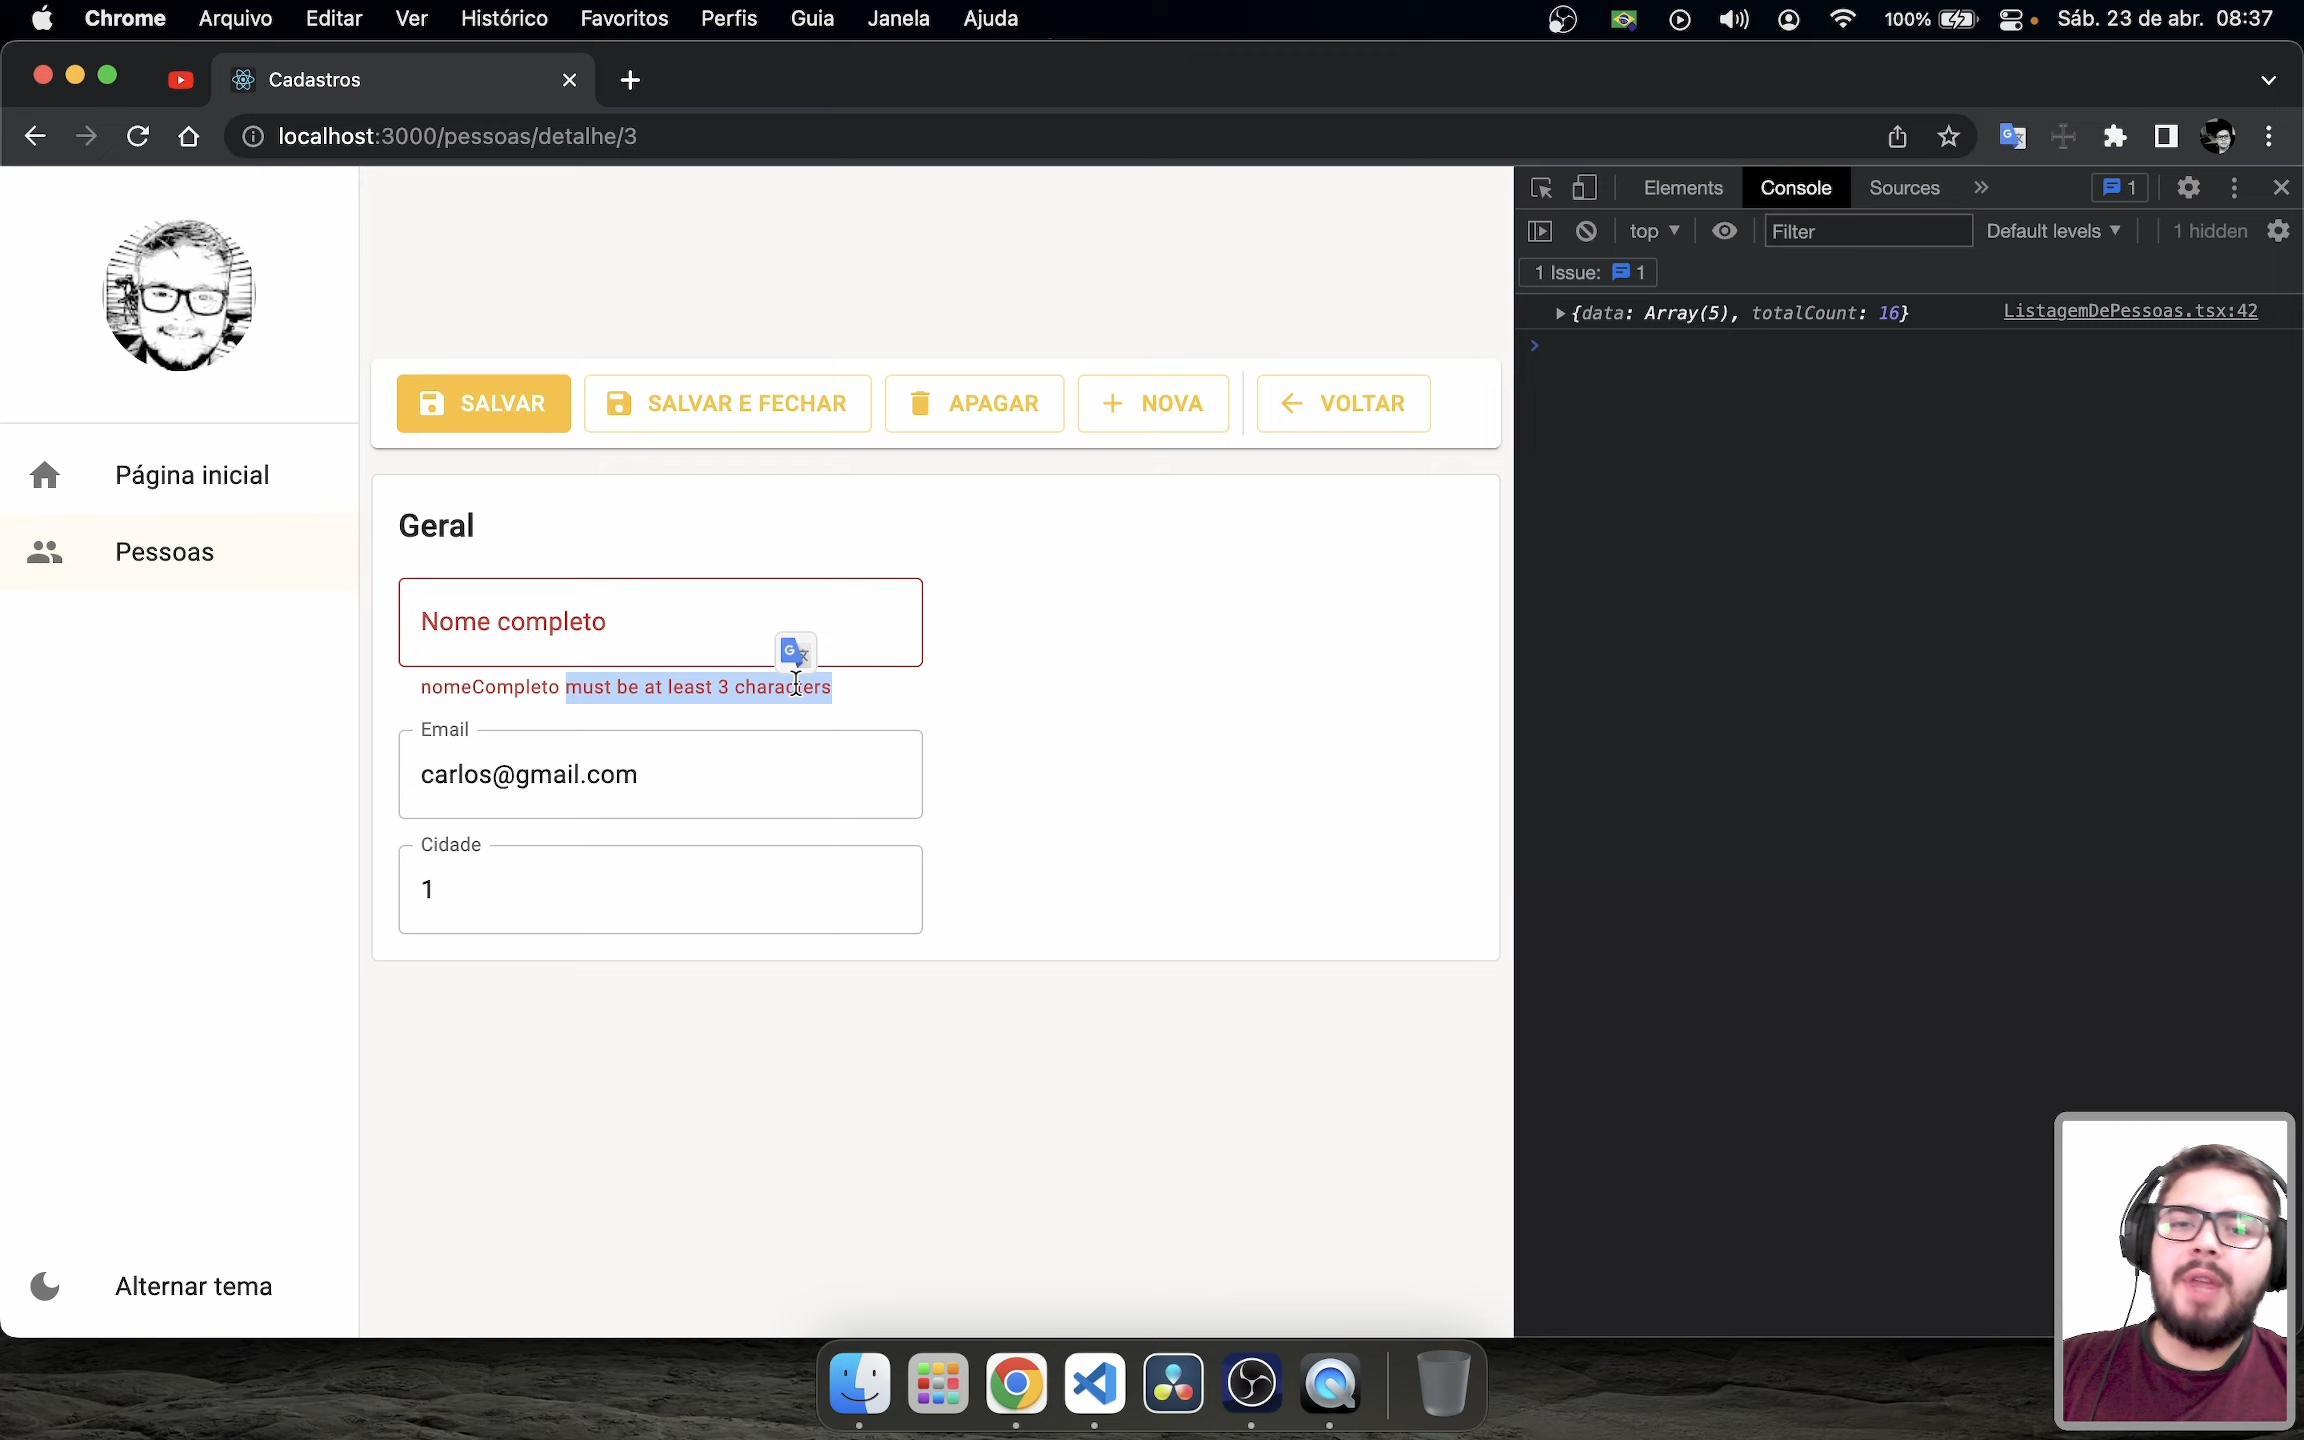 Chrome Arquivo Editar Ver Histórico Favoritos Perfis Guia Janela Ajuda 100% Sáb. 23 de abr. 08:37
Cadastros
localhost:3000/pessoas/detalhe/3
Elements Console Sources 1
top Filter Default levels 1 hidden
1 Issue: 1
{data: Array(5), totalCount: 16} ListagemDePessoas.tsx:42
SALVAR SALVAR E FECHAR APAGAR NOVA VOLTAR
Página inicial
Pessoas
Geral
Nome completo
nomeCompleto must be at least 3 characters
Email
carlos@gmail.com
Cidade
1
Alternar tema